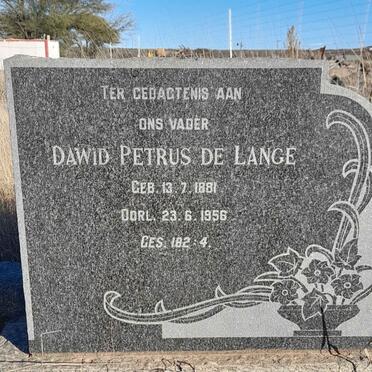 TER GEDAGTENIS AAN
ONS VADER
DAWID PETRUS DE LANGE
GEB. 13.7.1881
OORL. 23.6.1956
GES. 182:4.